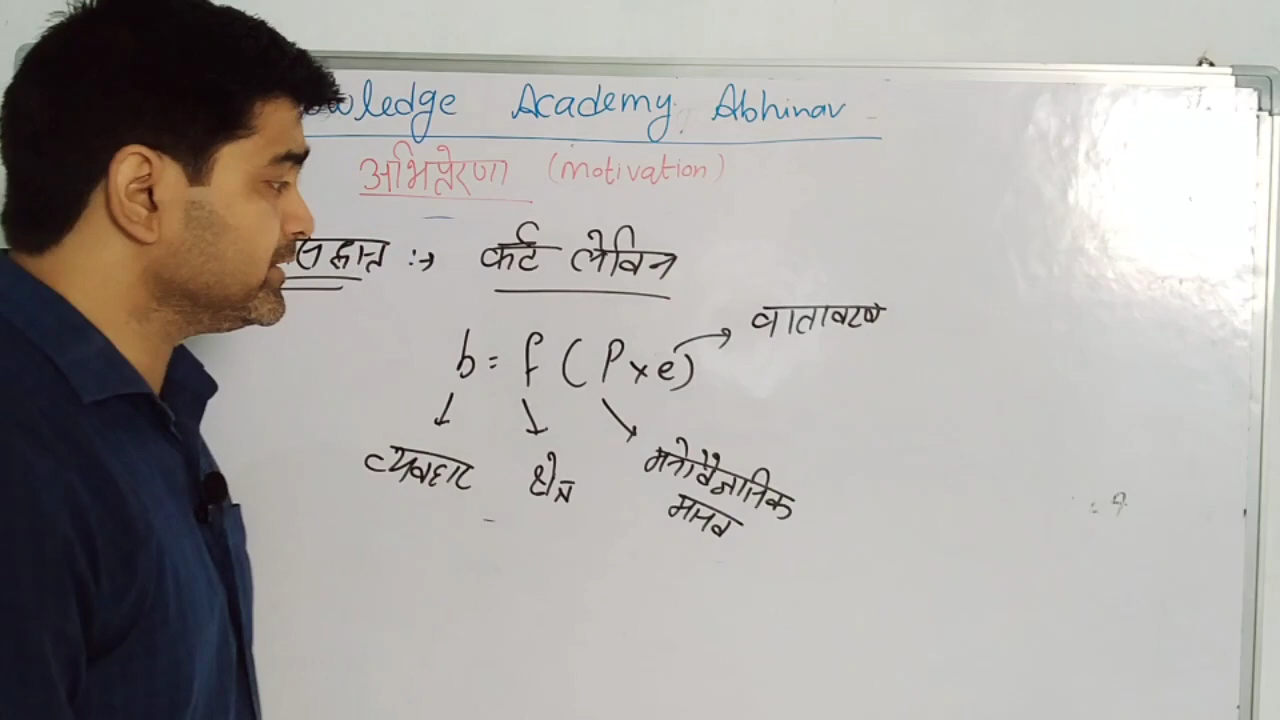 owledge Academy Abhinav
अभिप्रेरणा (motivation)
:→ कर्ट लेविन
b = f (P x e) → वातावरण
↓ ↓ ↘
व्यवहार क्षेत्र मनोवैज्ञानिक
मानव